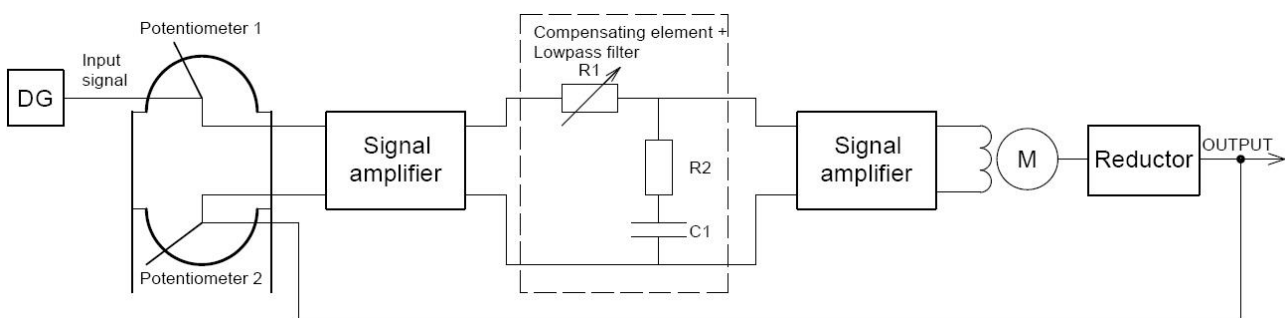 Potentiometer 1
Input
signal
DG
Compensating element +
Lowpass filter
R1
Signal
amplifier
R2
C1
Signal
amplifier
M
Reductor
OUTPUT
Potentiometer 2